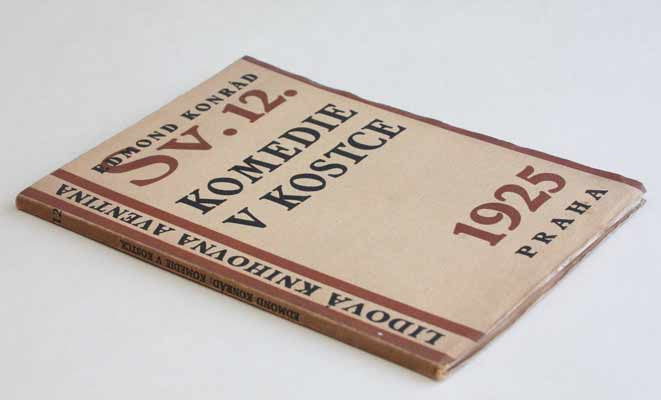 EDMOND KONRÁD
Sv. 12.
KOMEDIE
V KOSTCE
1925
PRAHA
LIDOVÁ KNIHOVNA AVENTINA
12
EDMOND KONRÁD: KOMEDIE V KOSTCE.